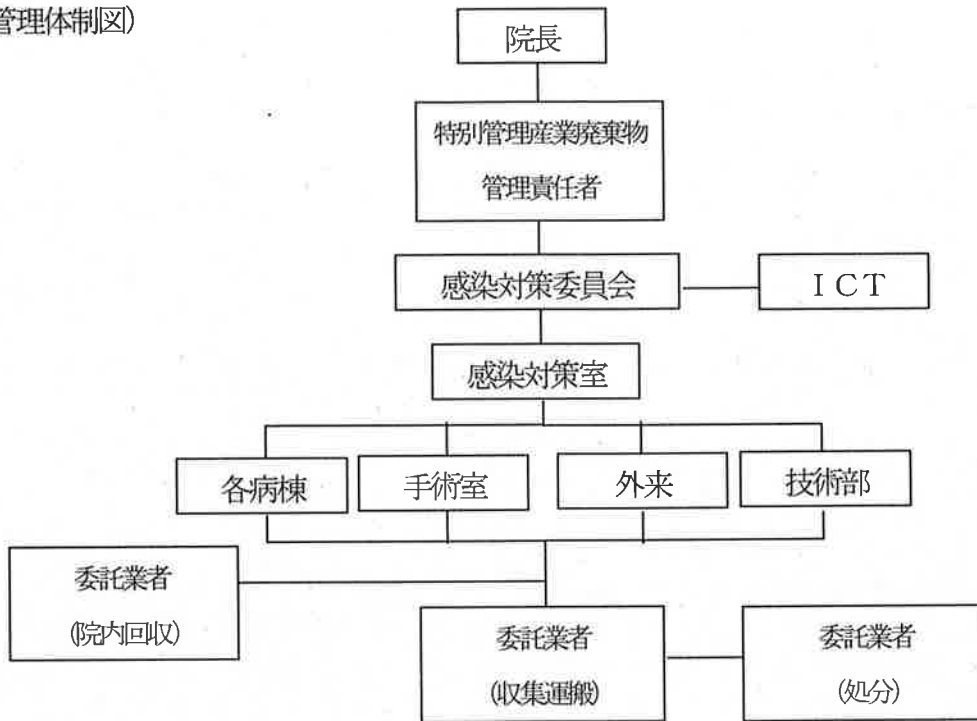 管理体制図)
院長
特別管理産業廃棄物
管理責任者
感染対策委員会
ICT
感染対策室
各病棟
手術室
外来
技術部
委託業者
(院内回収)
委託業者
(収集運搬)
委託業者
(処分)